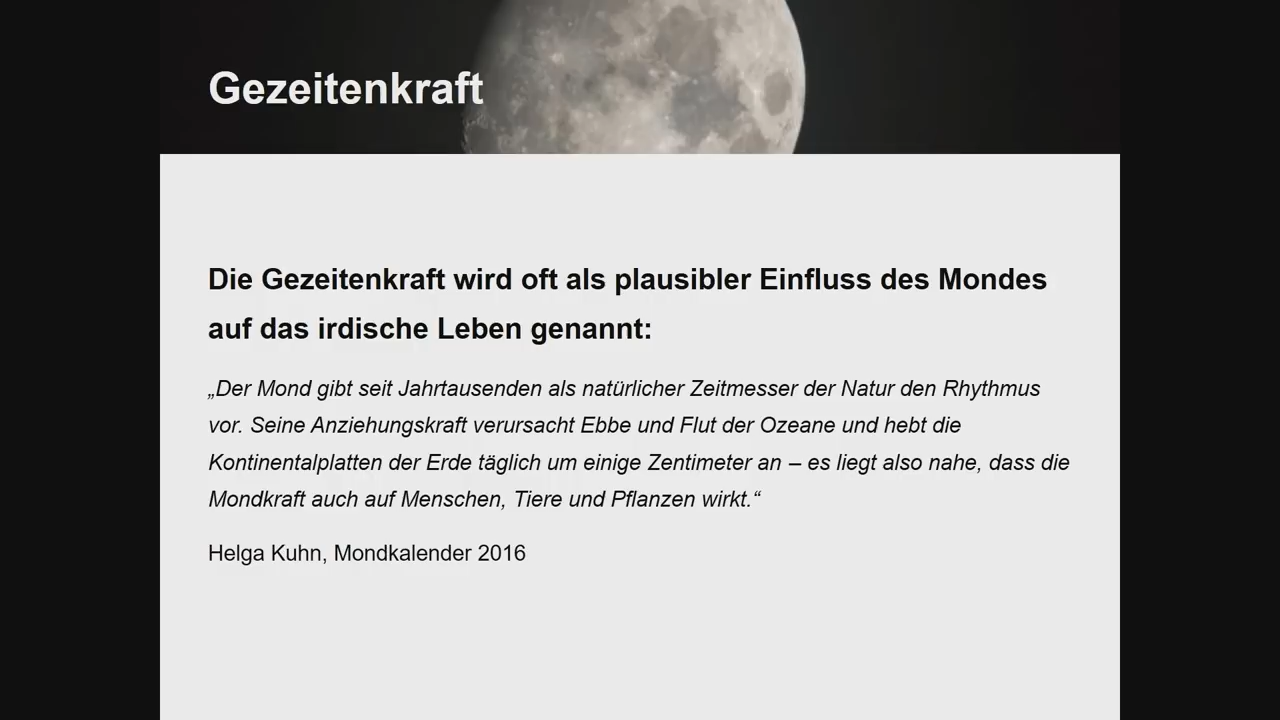 Gezeitenkraft
Die Gezeitenkraft wird oft als plausibler Einfluss des Mondes
auf das irdische Leben genannt:
„Der Mond gibt seit Jahrtausenden als natürlicher Zeitmesser der Natur den Rhythmus
vor. Seine Anziehungskraft verursacht Ebbe und Flut der Ozeane und hebt die
Kontinentalplatten der Erde täglich um einige Zentimeter an – es liegt also nahe, dass die
Mondkraft auch auf Menschen, Tiere und Pflanzen wirkt.“
Helga Kuhn, Mondkalender 2016